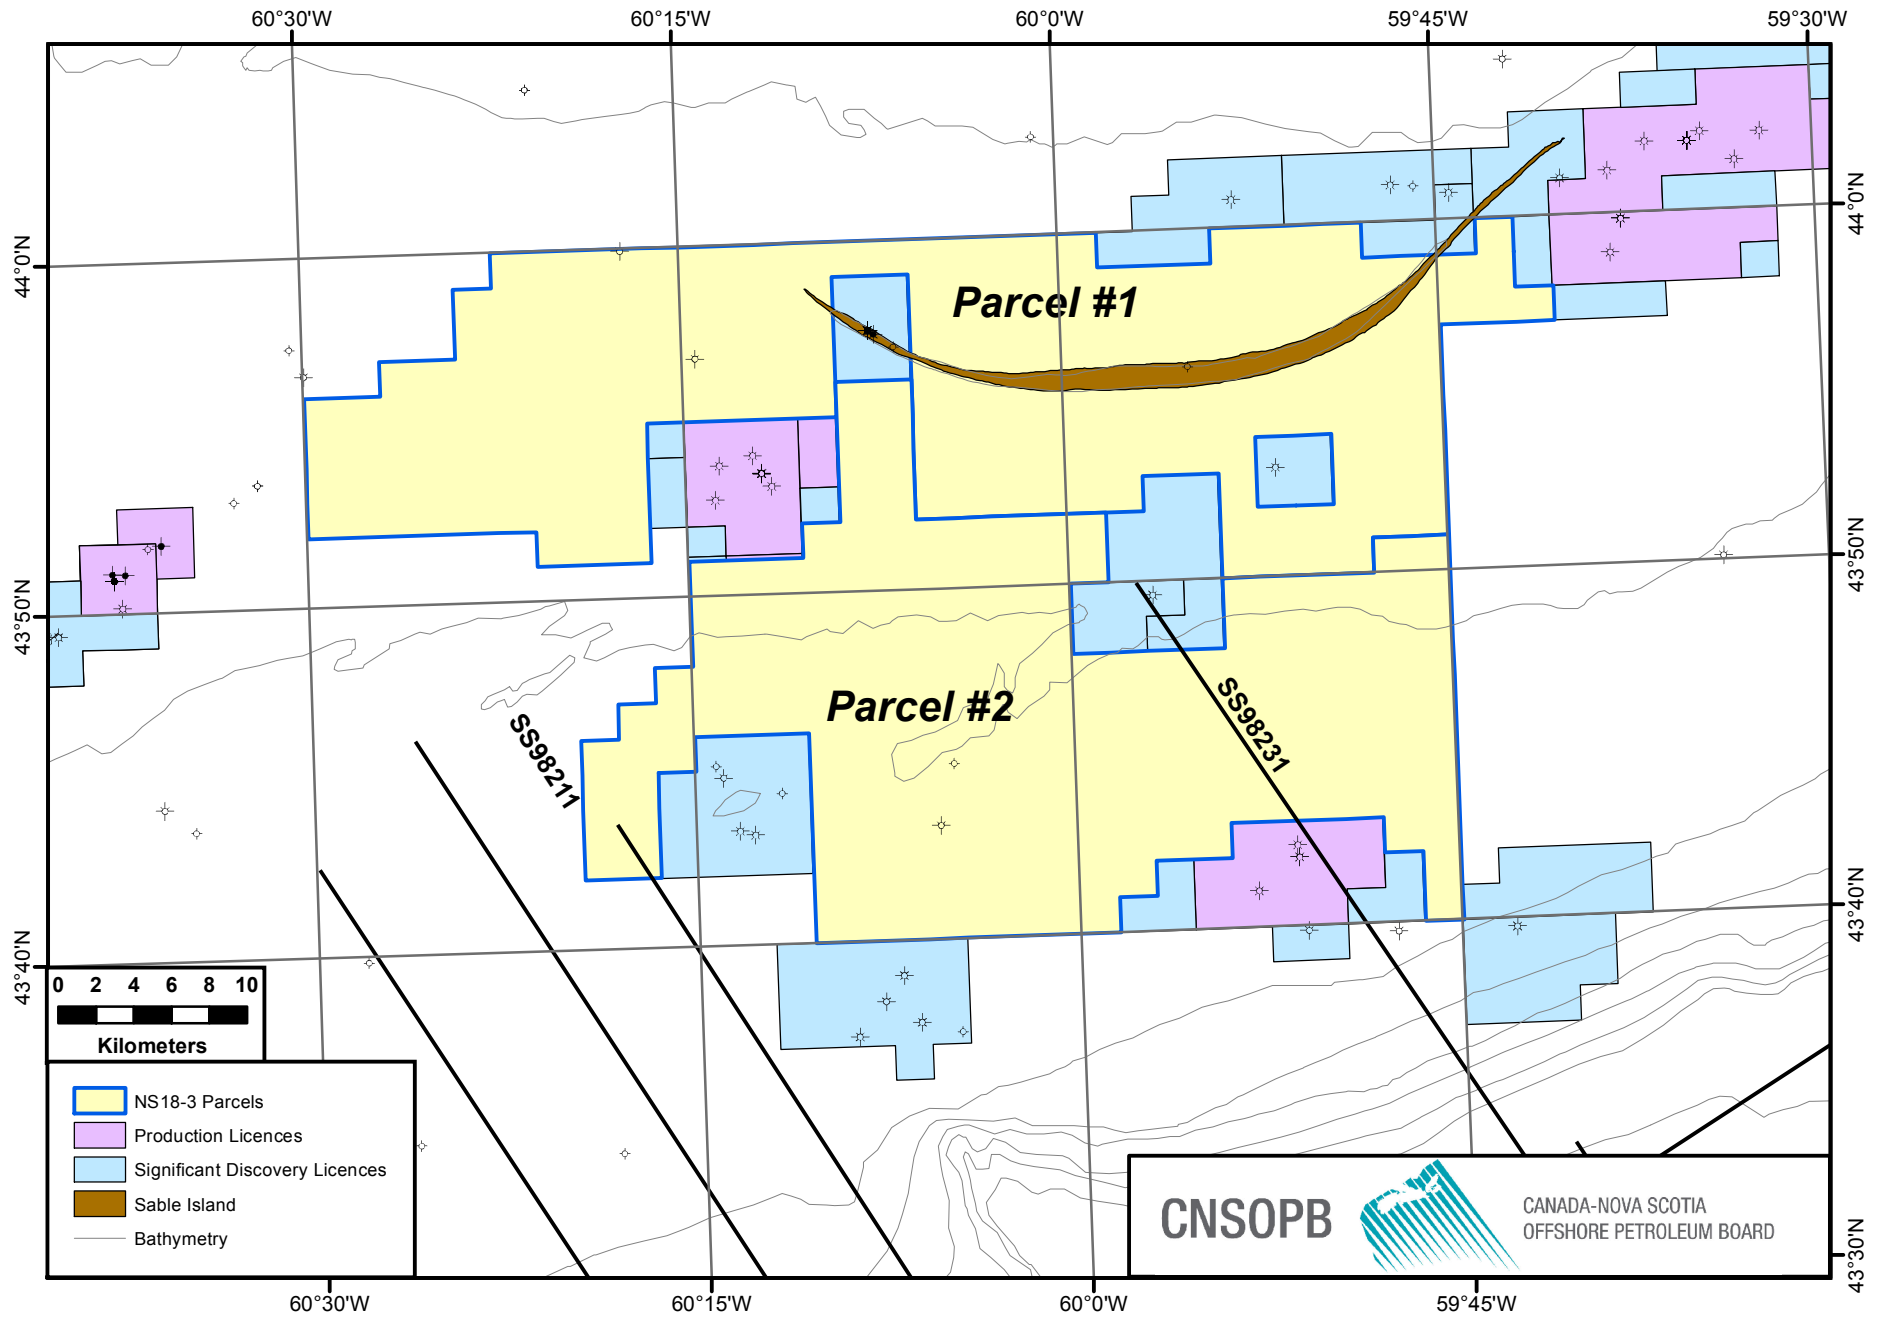 60°30'W 60°15'W 60°0'W 59°45'W 59°30'W
44°0'N
44°0'N
Parcel #1
43°50'N
43°50'N
Parcel #2
SS98211
SS98231
43°40'N
43°40'N
0 2 4 6 8 10
Kilometers
NS18-3 Parcels
Production Licences
Significant Discovery Licences
Sable Island
Bathymetry
CNSOPB
CANADA-NOVA SCOTIA
OFFSHORE PETROLEUM BOARD
43°30'N
60°30'W 60°15'W 60°0'W 59°45'W